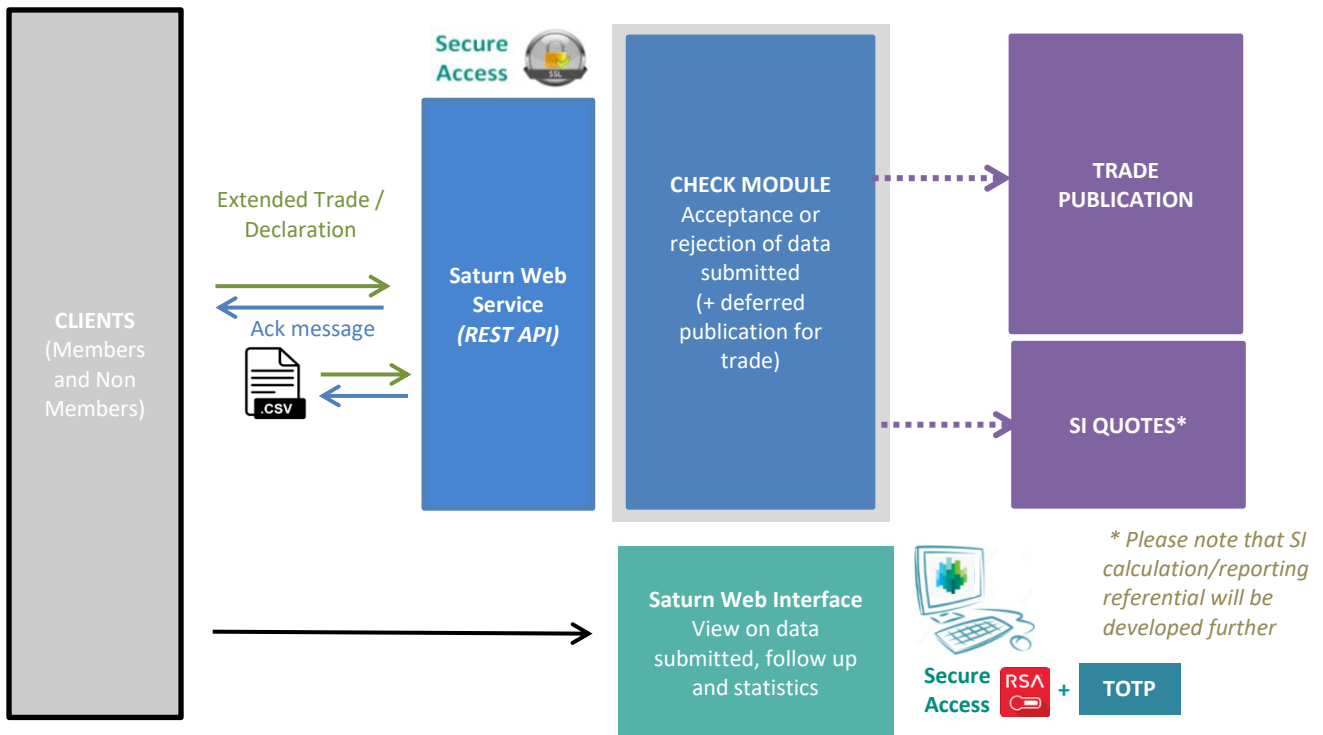 CLIENTS
(Members
and Non
Members)
Extended Trade /
Declaration
Ack message
.CSV
Secure
Access
SSL
Saturn Web
Service
(REST API)
CHECK MODULE
Acceptance or
rejection of data
submitted
(+ deferred
publication for
trade)
TRADE
PUBLICATION
SI QUOTES*
* Please note that SI
calculation/reporting
referential will be
developed further
Saturn Web Interface
View on data
submitted, follow up
and statistics
Secure
Access
RSA
+
TOTP